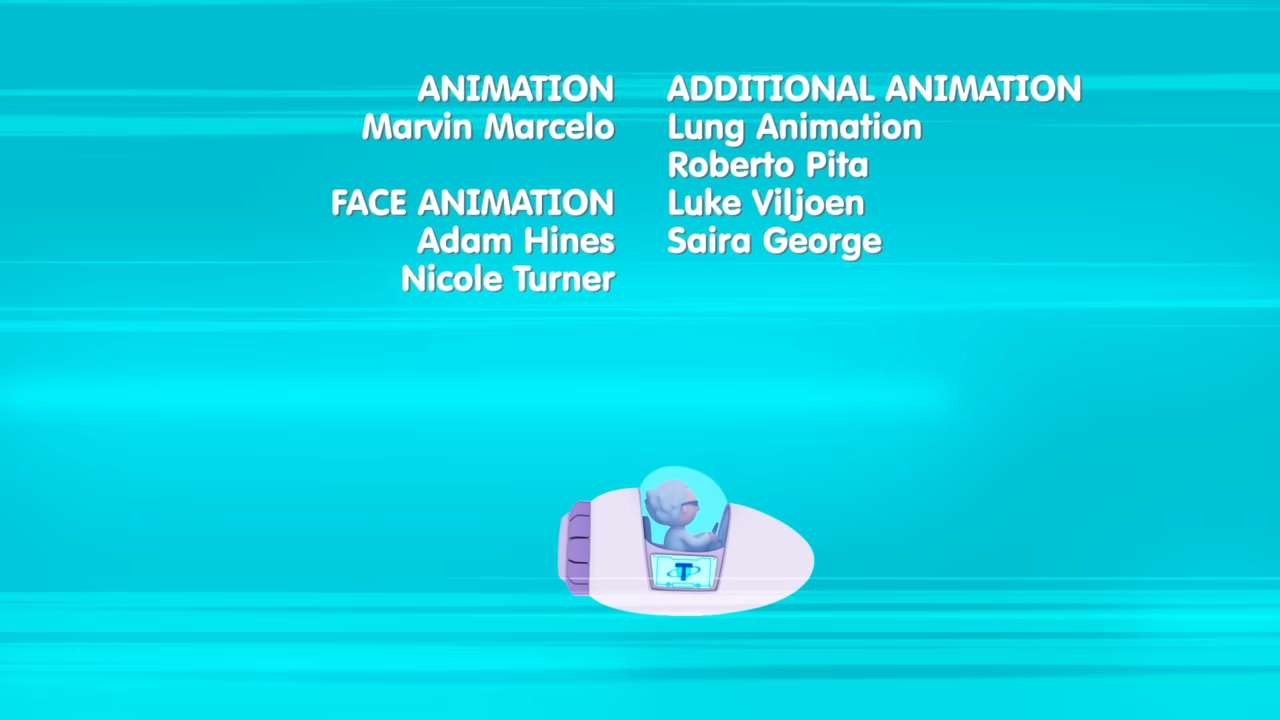 ANIMATION
Marvin Marcelo
FACE ANIMATION
Adam Hines
Nicole Turner
ADDITIONAL ANIMATION
Lung Animation
Roberto Pita
Luke Viljoen
Saira George
T